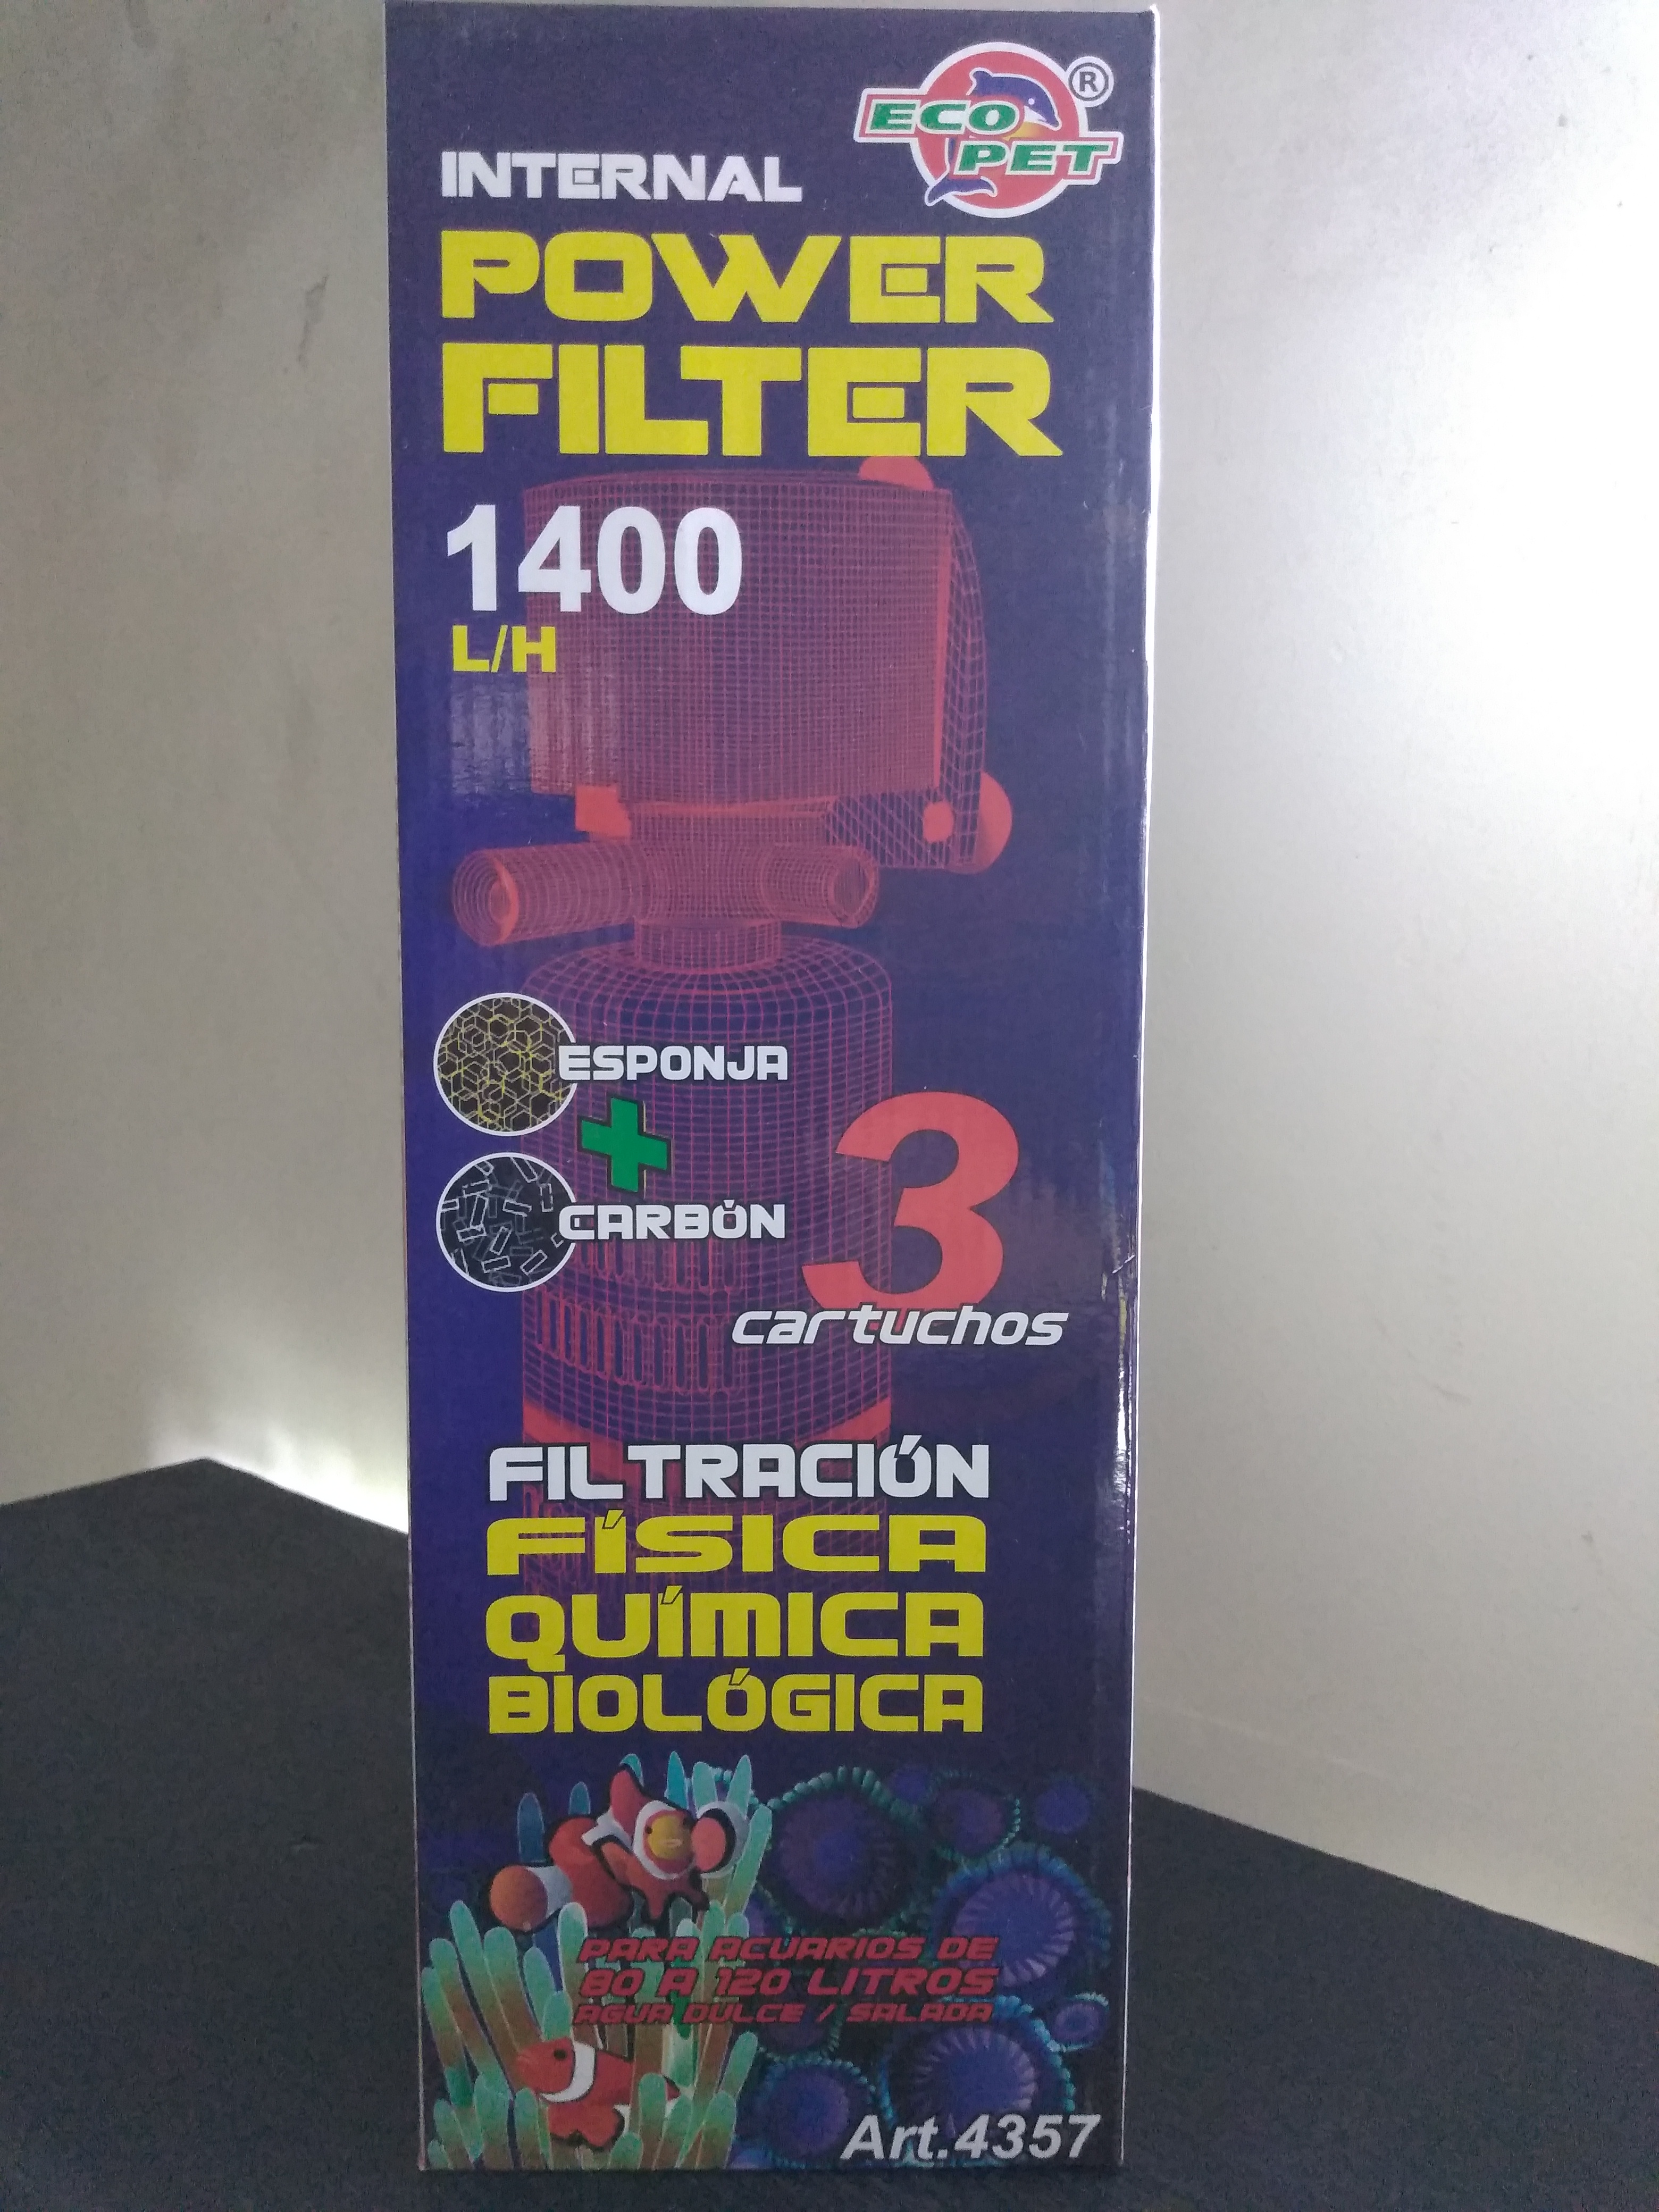 ECO
PET
®
INTERNAL
POWER
FILTER
1400
L/H
ESPONJA
+
CARBÓN
3
cartuchos
FILTRACIÓN
FÍSICA
QUÍMICA
BIOLÓGICA
PARA ACUARIOS DE
80 A 120 LITROS
AGUA DULCE / SALADA
Art.4357